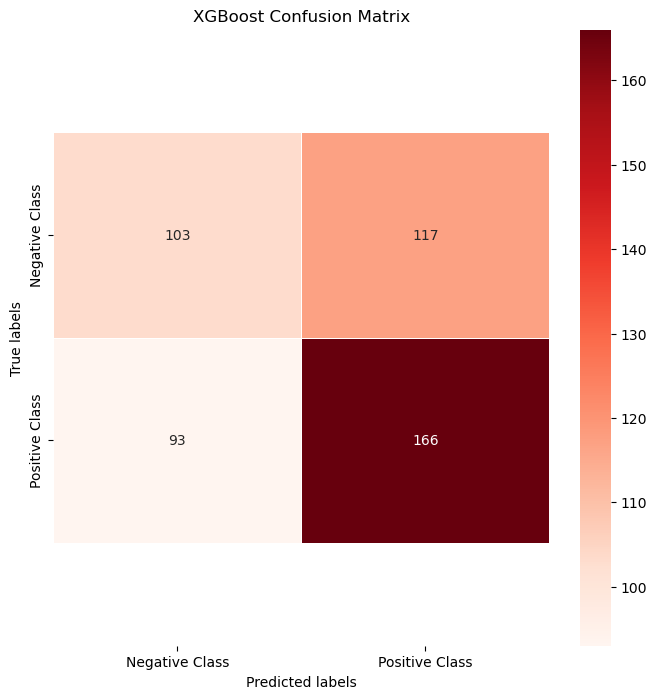 XGBoost Confusion Matrix
True labels
Negative Class
Positive Class
103
117
93
166
Negative Class
Positive Class
Predicted labels
160
150
140
130
120
110
100